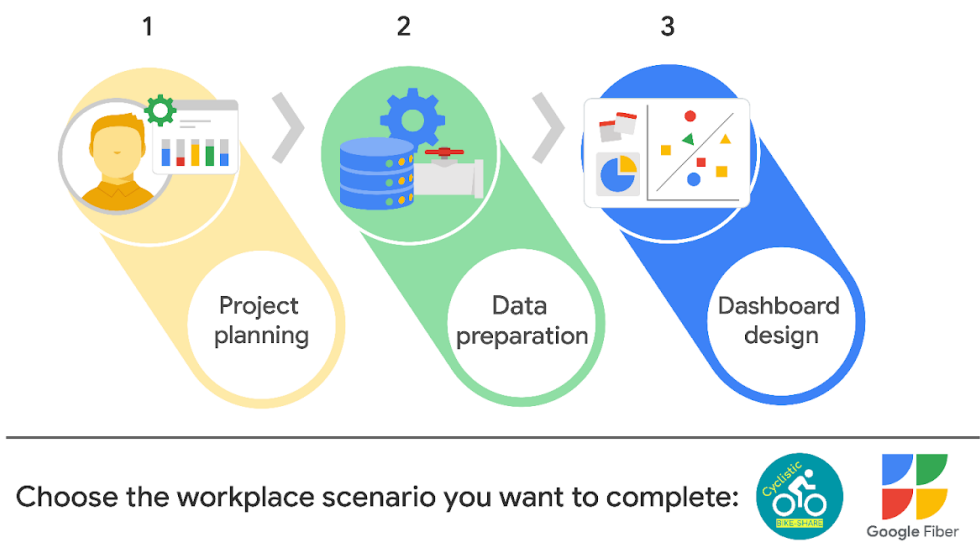 1
2
3
Project
planning
Data
preparation
Dashboard
design
Choose the workplace scenario you want to complete:
Cyclistic
BIKE-SHARE
Google Fiber